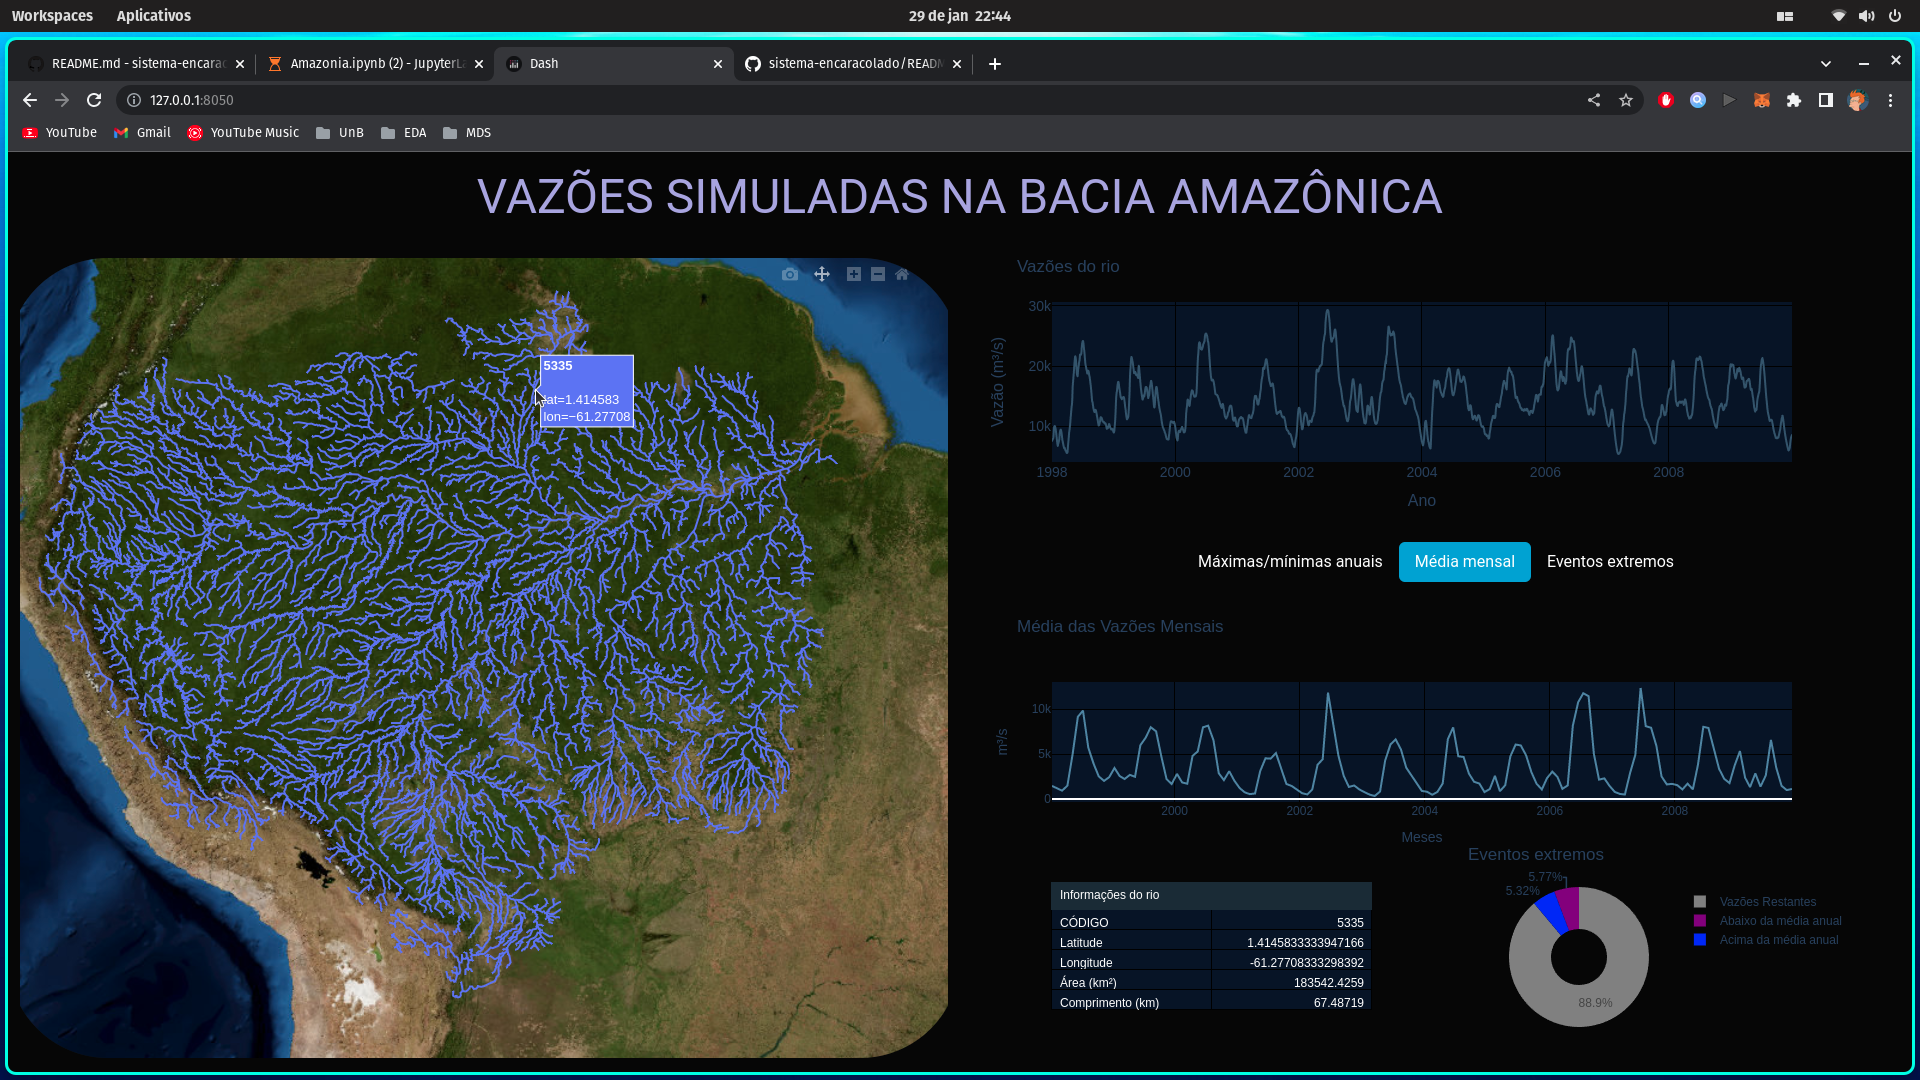 Workspaces Aplicativos 29 de jan 22:44
README.md - sistema-encarac Amazonia.ipynb (2) - JupyterLa Dash sistema-encaracolado/READM
127.0.0.1:8050
YouTube Gmail YouTube Music UnB EDA MDS
VAZÕES SIMULADAS NA BACIA AMAZÔNICA
5335
lat=1.414583
lon=−61.27708
Vazões do rio
30k
20k
10k
Vazão (m³/s)
1998 2000 2002 2004 2006 2008
Ano
Máximas/mínimas anuais Média mensal Eventos extremos
Média das Vazões Mensais
10k
5k
0
m³/s
2000 2002 2004 2006 2008
Meses
Informações do rio
CÓDIGO 5335
Latitude 1.4145833333947166
Longitude -61.27708333298392
Área (km²) 183542.4259
Comprimento (km) 67.48719
Eventos extremos
5.77%
5.32%
88.9%
Vazões Restantes
Abaixo da média anual
Acima da média anual